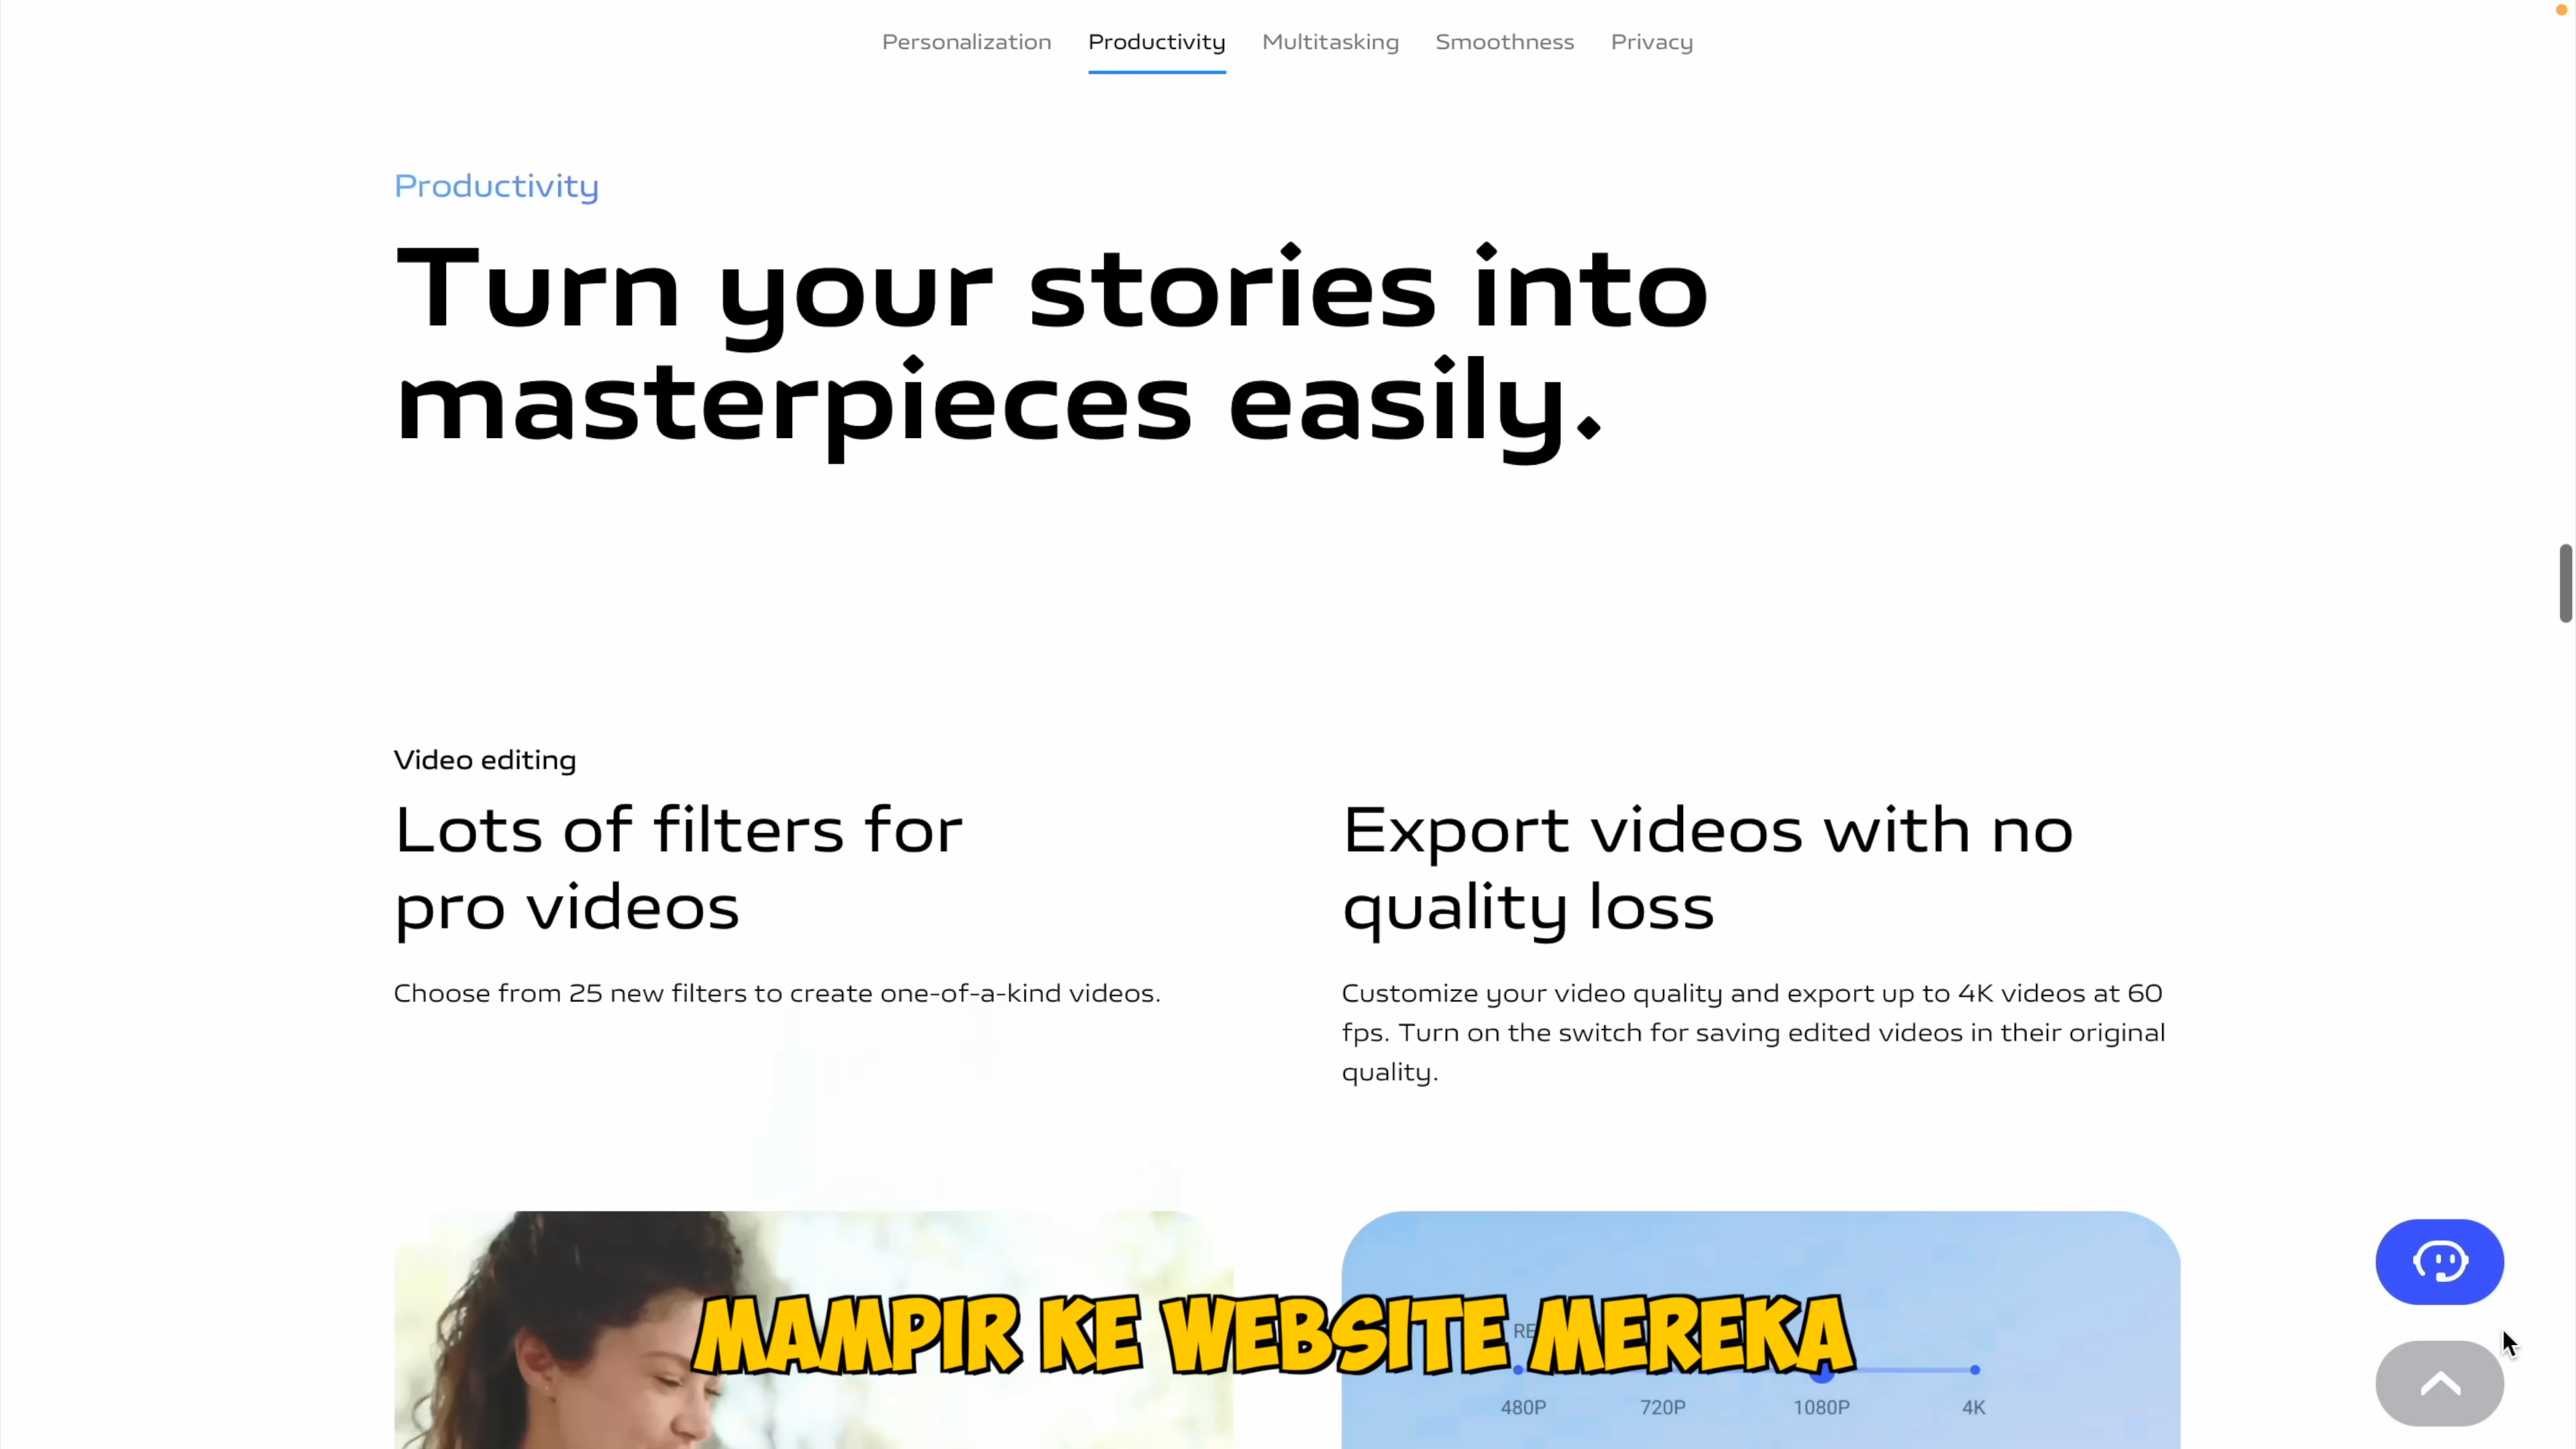 Personalization Productivity Multitasking Smoothness Privacy
Productivity
Turn your stories into
masterpieces easily.
Video editing
Lots of filters for
pro videos
Choose from 25 new filters to create one-of-a-kind videos.
Export videos with no
quality loss
Customize your video quality and export up to 4K videos at 60
fps. Turn on the switch for saving edited videos in their original
quality.
MAMPIR KE WEBSITE MEREKA
480P 720P 1080P 4K